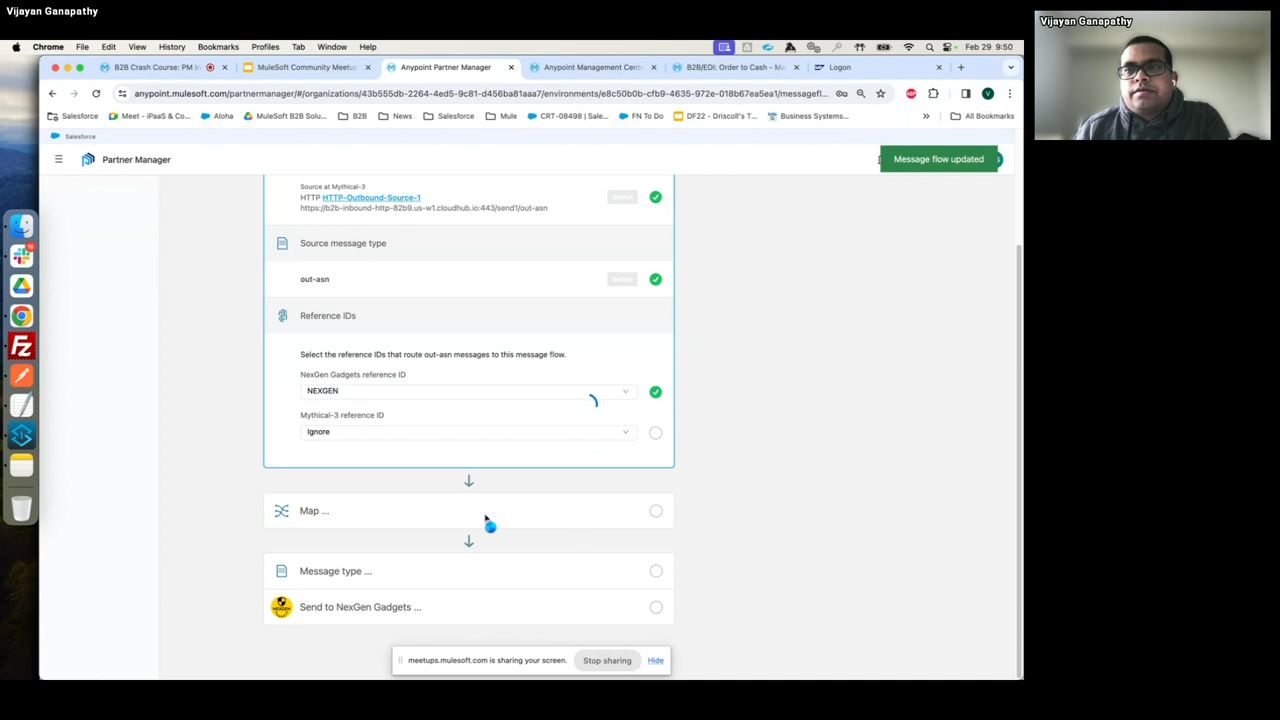 Vijayan Ganapathy
Vijayan Ganapathy
Chrome File Edit View History Bookmarks Profiles Tab Window Help Feb 29 9:50
B2B Crash Course: PM In MuleSoft Community Meetup Anypoint Partner Manager Anypoint Management Cent B2B/EDI: Order to Cash - Ma Logon
anypoint.mulesoft.com/partnermanager/#/organizations/43b555db-2264-4ed5-9c81-d456ba81aaa7/environments/e8c50b0b-cfb9-4635-972e-018b67ea5ea1/messagefl...
Salesforce Meet - iPaaS & Co... Aloha MuleSoft B2B Solu... B2B News Salesforce Mule DF22 - Driscoll's T... CRT-08498 | Sale... FN To Do Business Systems... » All Bookmarks
Salesforce
Partner Manager
Message flow updated
Source at Mythical-3
HTTP HTTP-Outbound-Source-1 Select
https://b2b-inbound-http-82b9.us-w1.cloudhub.io:443/send1/out-asn
Source message type
out-asn Select
Reference IDs
Select the reference IDs that route out-asn messages to this message flow.
NexGen Gadgets reference ID
NEXGEN
Mythical-3 reference ID
Ignore
Map ...
Message type ...
NEXGEN Send to NexGen Gadgets ...
meetups.mulesoft.com is sharing your screen. Stop sharing Hide